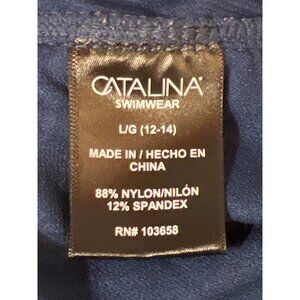 CATALINA®
SWIMWEAR
L/G (12-14)
MADE IN / HECHO EN
CHINA
88% NYLON/NILÓN
12% SPANDEX
RN# 103658